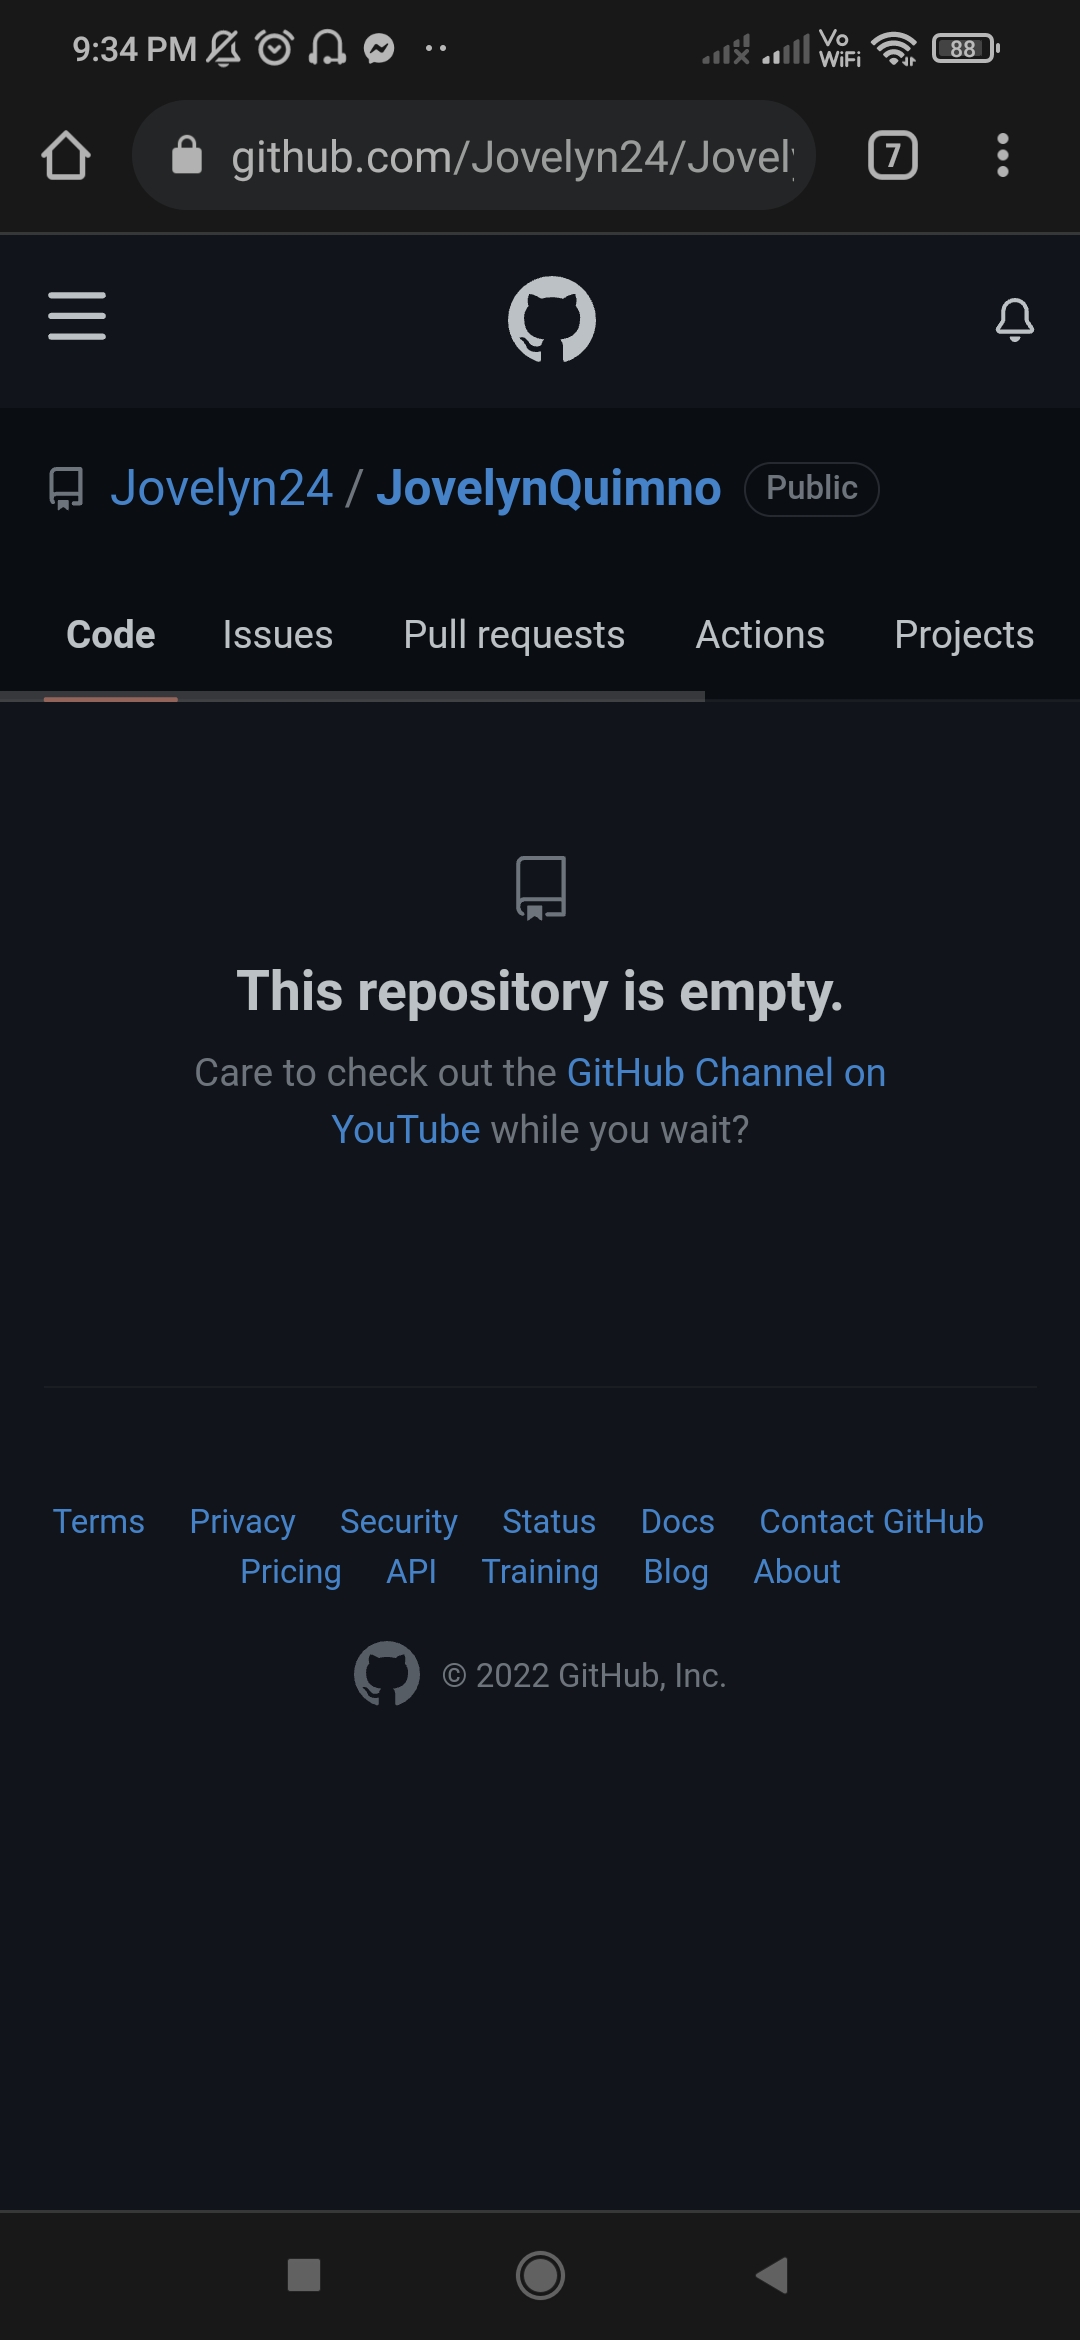 9:34 PM
Vo
WiFi
88
github.com/Jovelyn24/Jovely
7
Jovelyn24 / JovelynQuimno Public
Code Issues Pull requests Actions Projects
This repository is empty.
Care to check out the GitHub Channel on
YouTube while you wait?
Terms Privacy Security Status Docs Contact GitHub
Pricing API Training Blog About
© 2022 GitHub, Inc.